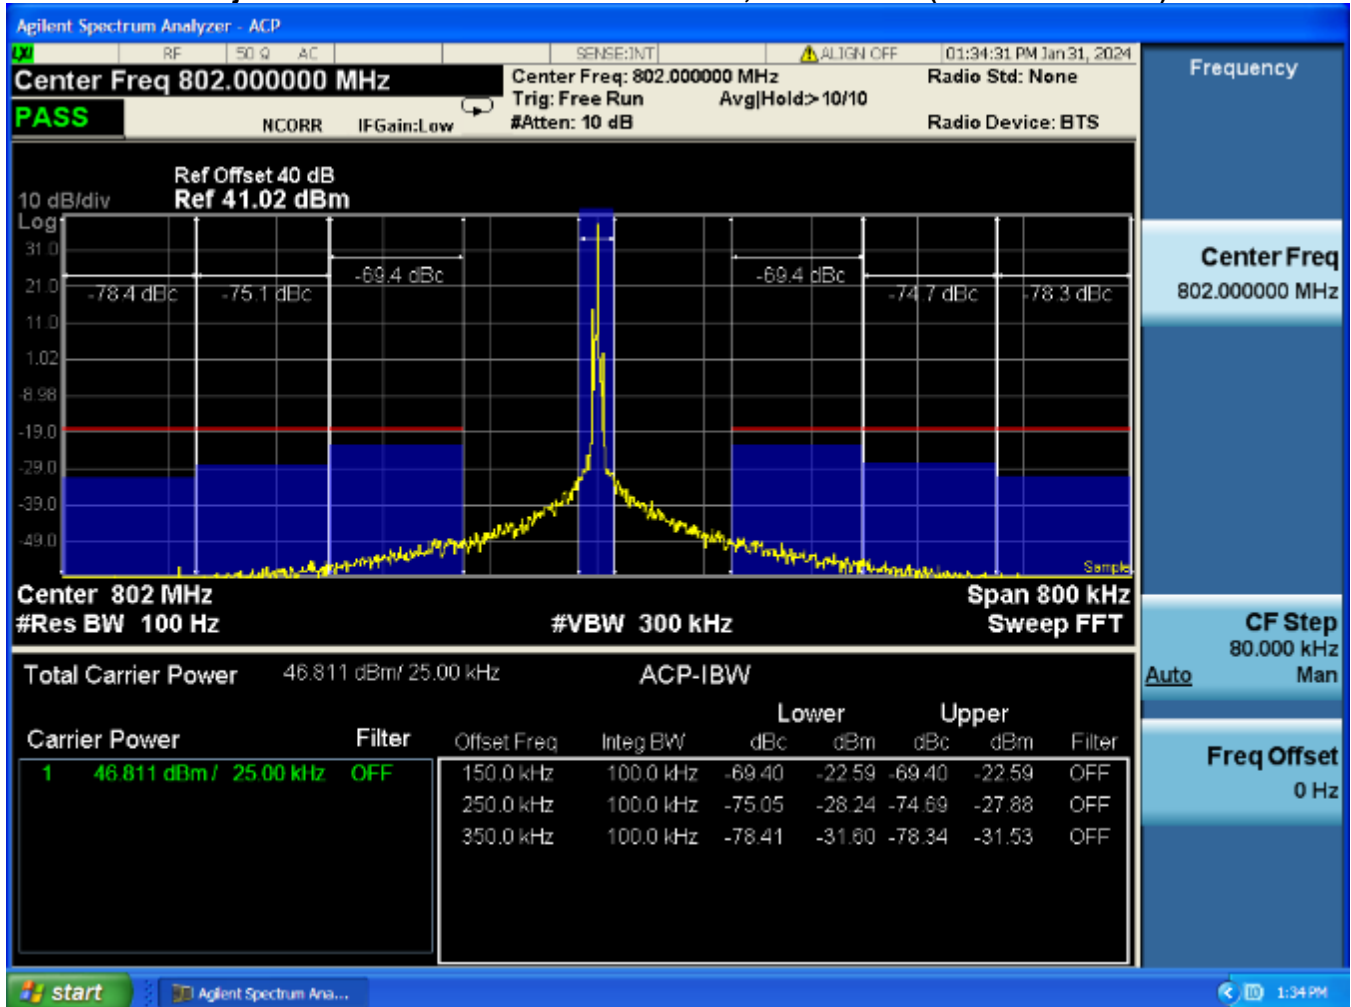 Agilent Spectrum Analyzer - ACP
LXI RF 50 Ω AC SENSE:INT ALIGN OFF 01:34:31 PM Jan 31, 2024
Center Freq 802.000000 MHz
Center Freq: 802.000000 MHz
Radio Std: None
Trig: Free Run Avg|Hold:> 10/10
PASS
NCORR IFGain:Low
#Atten: 10 dB
Radio Device: BTS
Ref Offset 40 dB
10 dB/div Ref 41.02 dBm
Log
31.0
21.0
11.0
1.02
-8.98
-19.0
-29.0
-39.0
-49.0
-78.4 dBc -75.1 dBc -69.4 dBc -69.4 dBc -74.7 dBc -78.3 dBc
Sample
Center 802 MHz Span 800 kHz
#Res BW 100 Hz #VBW 300 kHz Sweep FFT
Total Carrier Power 46.811 dBm/ 25.00 kHz ACP-IBW
Lower Upper
Carrier Power Filter Offset Freq Integ BW dBc dBm dBc dBm Filter
1 46.811 dBm / 25.00 kHz OFF 150.0 kHz 100.0 kHz -69.40 -22.59 -69.40 -22.59 OFF
250.0 kHz 100.0 kHz -75.05 -28.24 -74.69 -27.88 OFF
350.0 kHz 100.0 kHz -78.41 -31.60 -78.34 -31.53 OFF
Frequency
Center Freq
802.000000 MHz
CF Step
80.000 kHz
Auto Man
Freq Offset
0 Hz
start Agilent Spectrum Ana... 1:34 PM